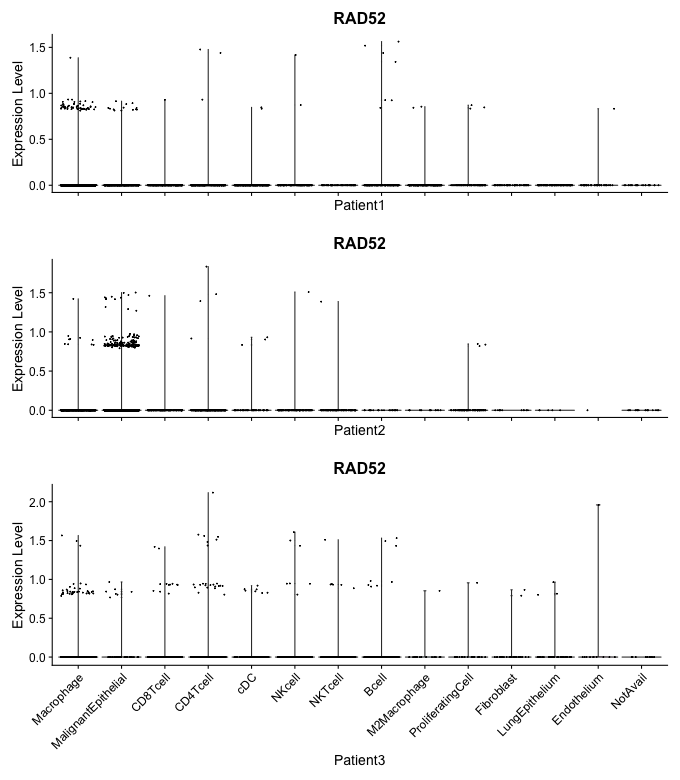 RAD52
Expression Level
1.5
1.0
0.5
0.0
Patient1
RAD52
Expression Level
1.5
1.0
0.5
0.0
Patient2
RAD52
Expression Level
2.0
1.5
1.0
0.5
0.0
Macrophage
MalignantEpithelial
CD8Tcell
CD4Tcell
cDC
NKcell
NKTcell
Bcell
M2Macrophage
ProliferatingCell
Fibroblast
LungEpithelium
Endothelium
NotAvail
Patient3